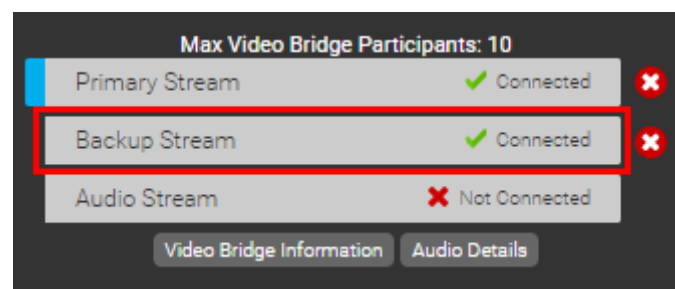 Max Video Bridge Participants: 10
Primary Stream Connected
Backup Stream Connected
Audio Stream Not Connected
Video Bridge Information Audio Details